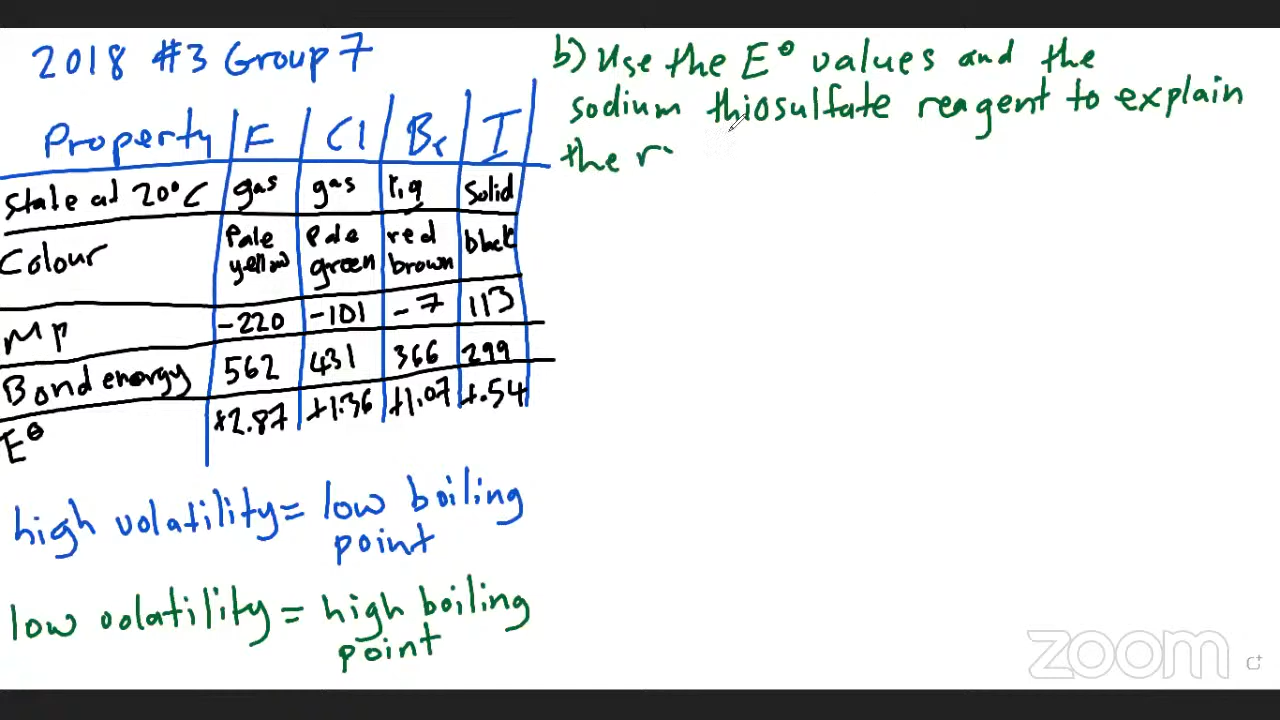 2018 #3 Group 7
Property F Cl Br I
State at 20°C gas gas liq Solid
Colour Pale yellow Pale green red brown black
Mp -220 -101 -7 113
Bond energy 562 431 366 299
E⦵ +2.87 +1.36 +1.07 +.54
high volatility = low boiling
point
low volatility = high boiling
point
b) Use the E⦵ values and the
sodium thiosulfate reagent to explain
the r
zoom